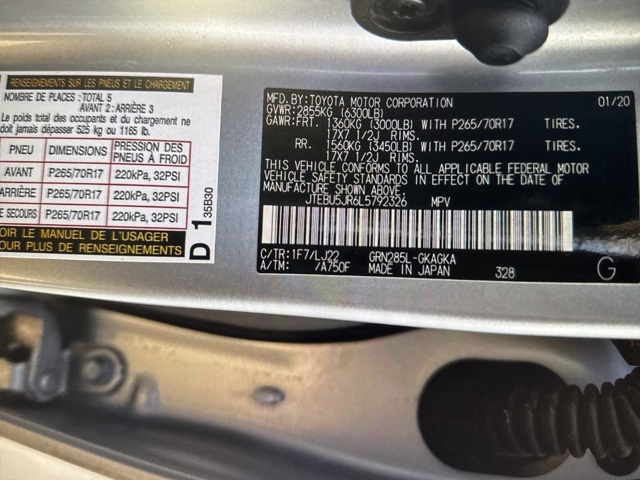 RENSEIGNEMENTS SUR LES PNEUS ET LE CHARGEMENT
NOMBRE DE PLACES : TOTAL 5
AVANT 2 : ARRIÈRE 3
Le poids total des occupants et du chargement ne
doit jamais dépasser 525 kg ou 1165 lb.
PNEU DIMENSIONS PRESSION DES PNEUS À FROID
AVANT P265/70R17 220kPa, 32PSI
ARRIÈRE P265/70R17 220kPa, 32PSI
DE SECOURS P265/70R17 220kPa, 32PSI
VOIR LE MANUEL DE L'USAGER
POUR PLUS DE RENSEIGNEMENTS
D 1 35B30
MFD. BY: TOYOTA MOTOR CORPORATION 01/20
GVWR: 2855KG (6300LB)
GAWR: FRT. 1360KG (3000LB) WITH P265/70R17 TIRES.
17X7 1/2J RIMS.
RR. 1560KG (3450LB) WITH P265/70R17 TIRES.
17X7 1/2J RIMS.
THIS VEHICLE CONFORMS TO ALL APPLICABLE FEDERAL MOTOR
VEHICLE SAFETY STANDARDS IN EFFECT ON THE DATE OF
MANUFACTURE SHOWN ABOVE.
JTEBU5JR6L5792326 MPV
C/TR: 1F7/LJ22 GRN285L-GKAGKA
A/TM: /A750F MADE IN JAPAN 328 G